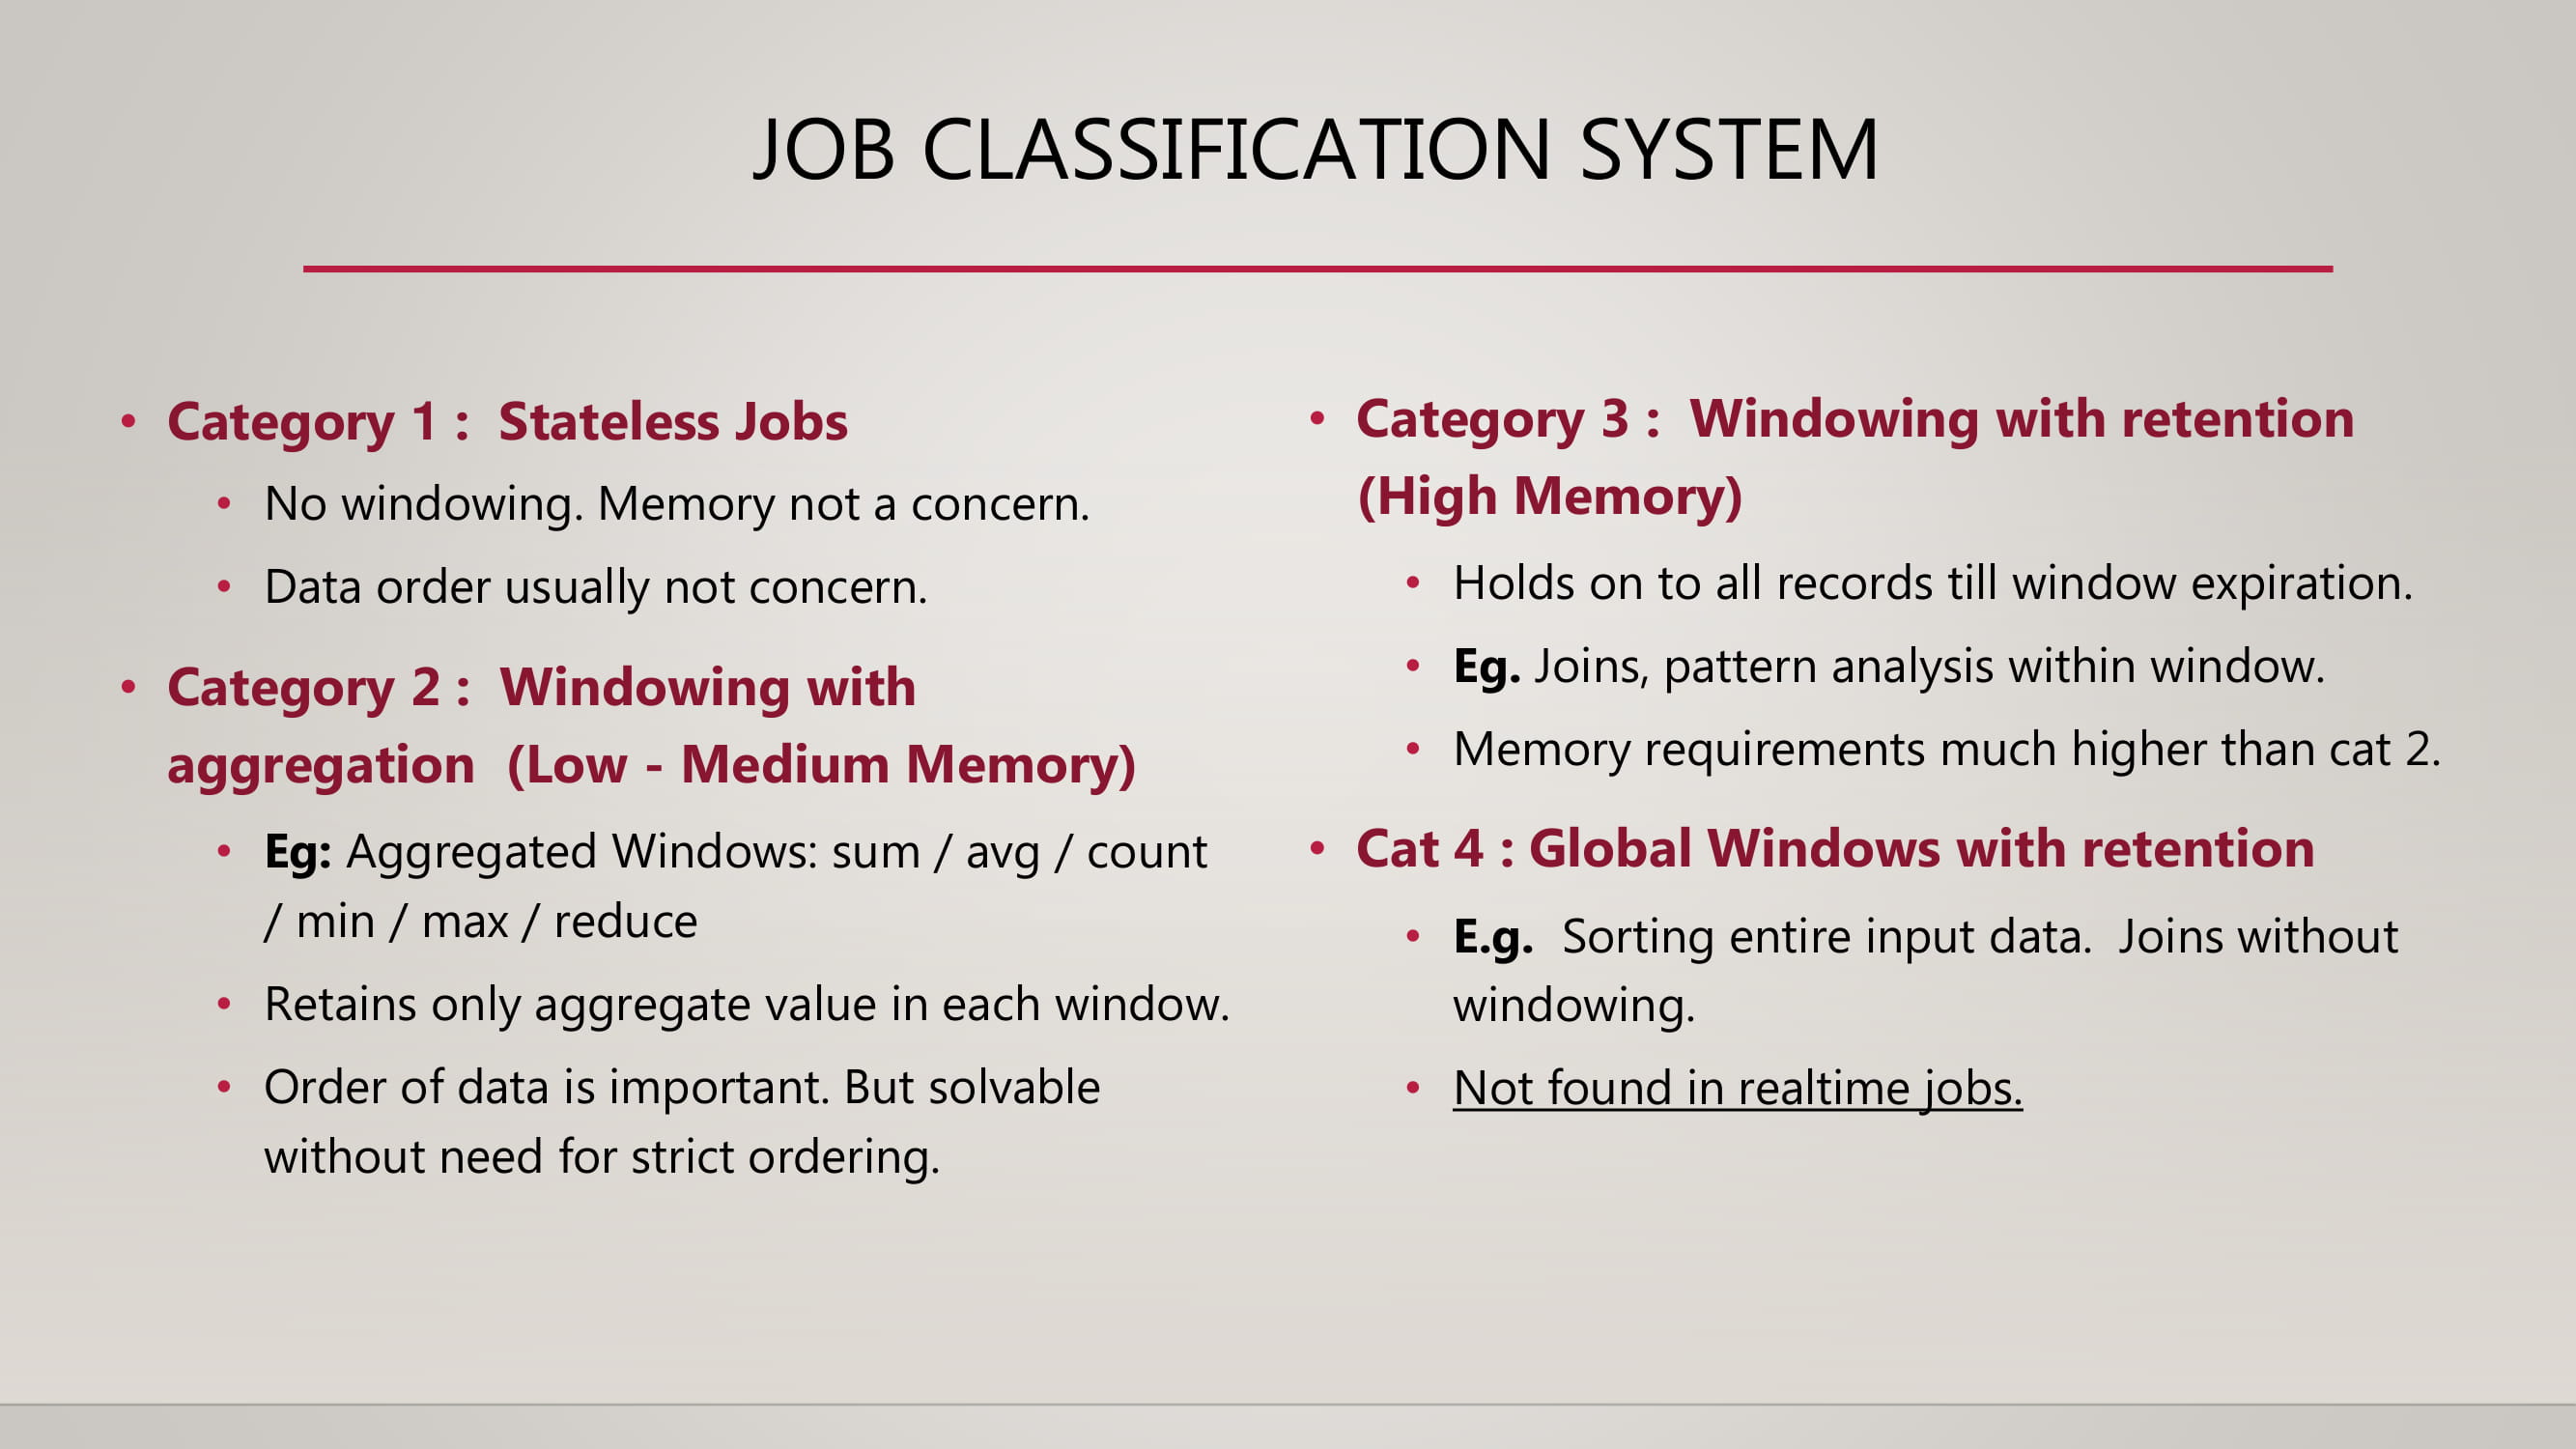 JOB CLASSIFICATION SYSTEM
• Category 1 :  Stateless Jobs
• No windowing. Memory not a concern.
• Data order usually not concern.
• Category 2 :  Windowing with
aggregation  (Low - Medium Memory)
• Eg: Aggregated Windows: sum / avg / count
/ min / max / reduce
• Retains only aggregate value in each window.
• Order of data is important. But solvable
without need for strict ordering.
• Category 3 :  Windowing with retention
(High Memory)
• Holds on to all records till window expiration.
• Eg. Joins, pattern analysis within window.
• Memory requirements much higher than cat 2.
• Cat 4 : Global Windows with retention
• E.g.  Sorting entire input data.  Joins without
windowing.
• Not found in realtime jobs.